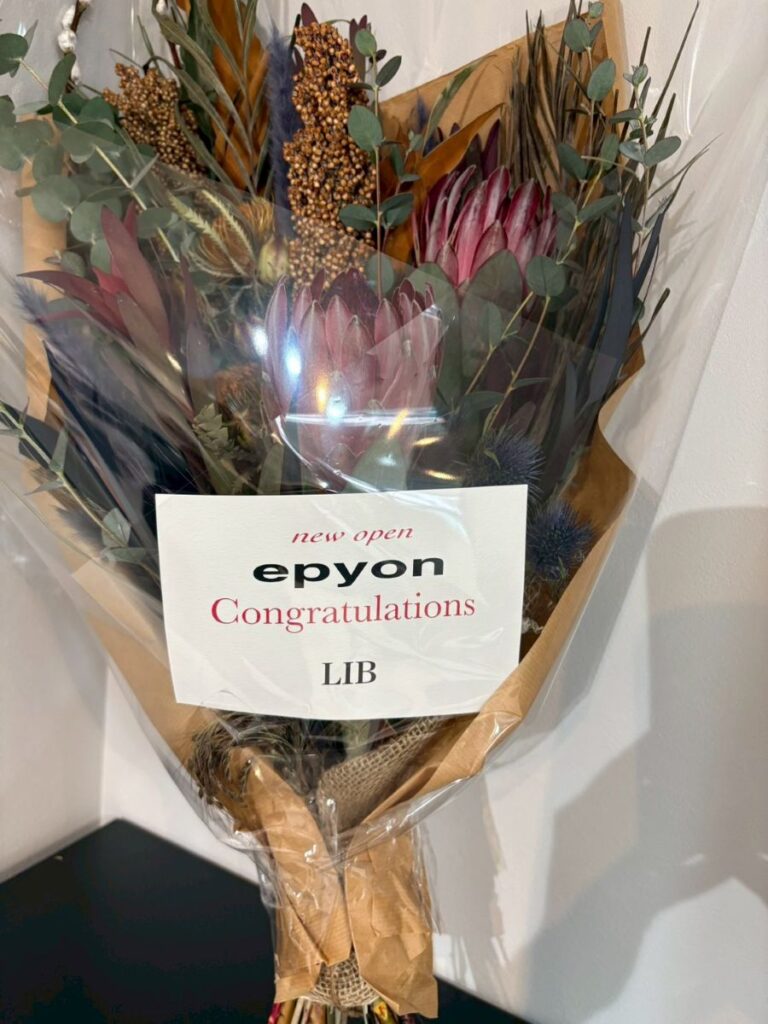 new open
epyon
Congratulations
LIB